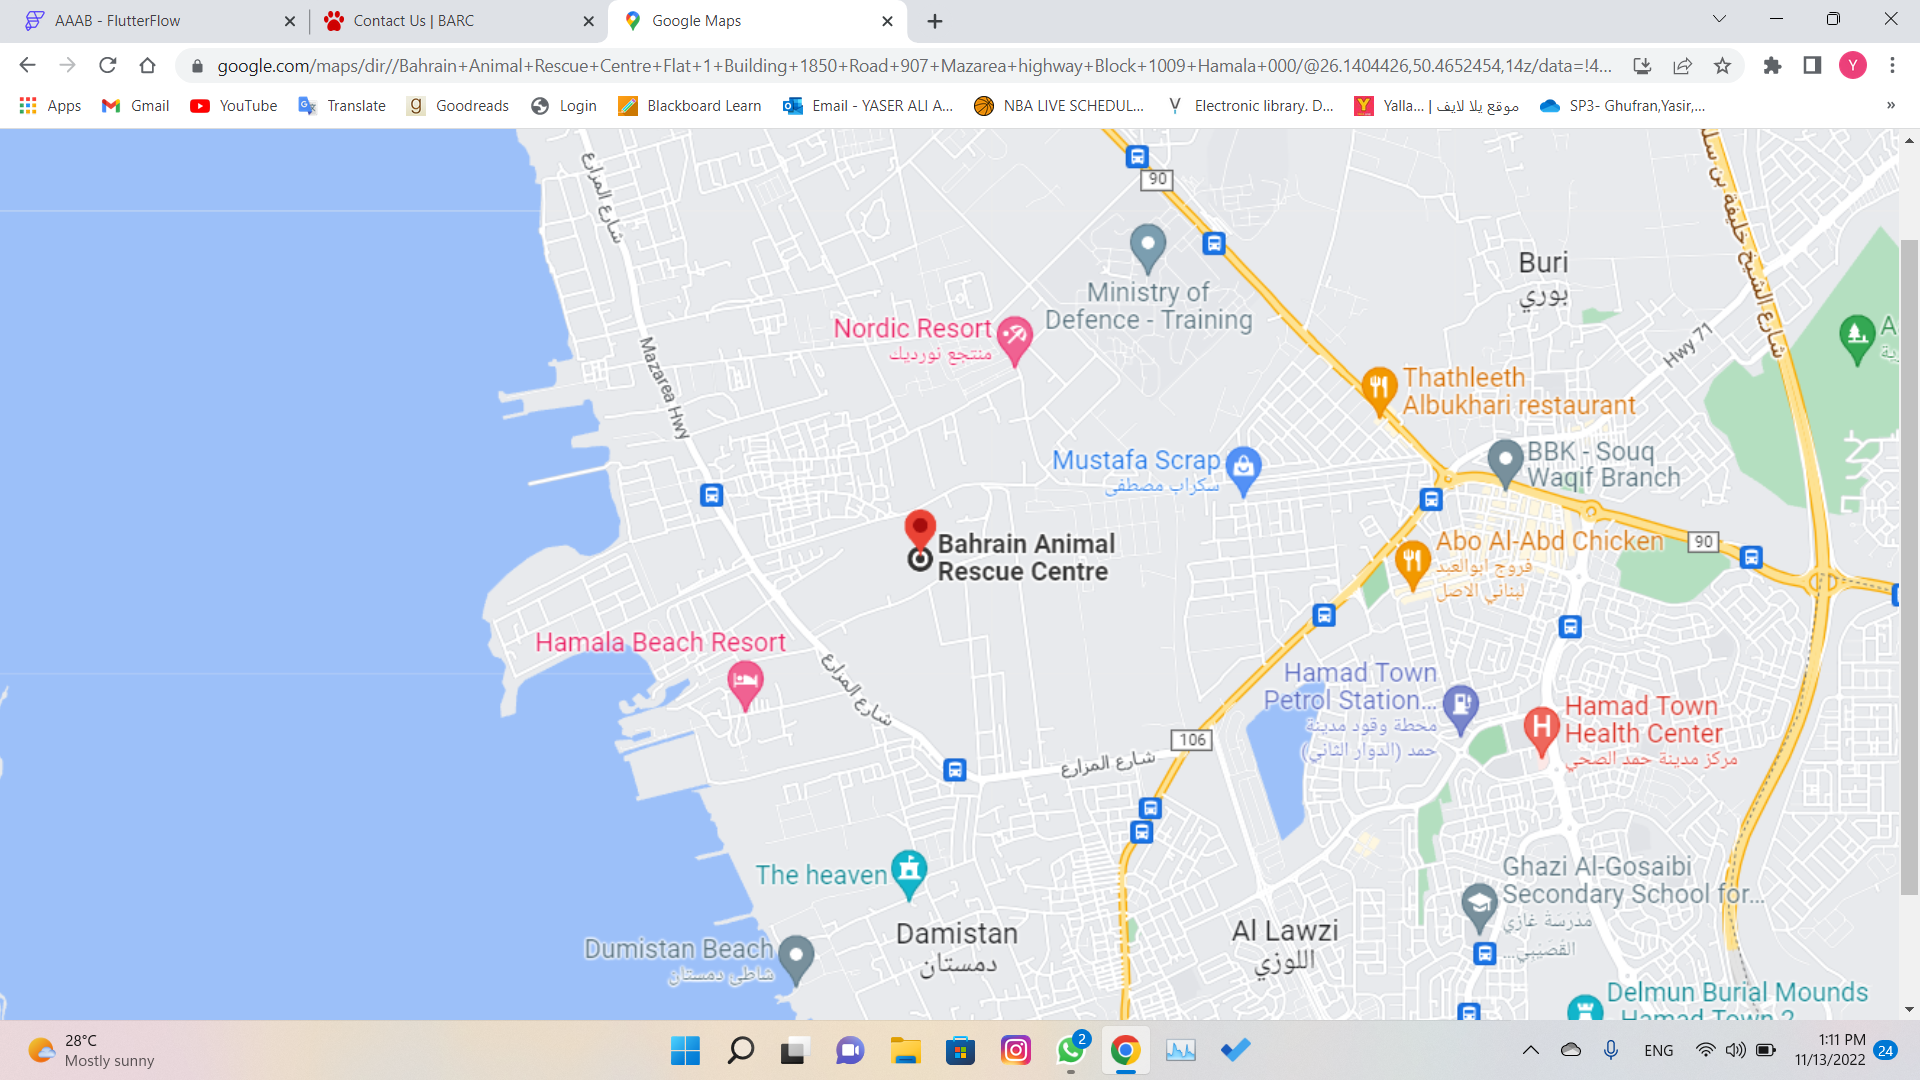 AAAB - FlutterFlow
Contact Us | BARC
Google Maps
google.com/maps/dir//Bahrain+Animal+Rescue+Centre+Flat+1+Building+1850+Road+907+Mazarea+highway+Block+1009+Hamala+000/@26.1404426,50.4652454,14z/data=!4...
Y
Apps
Gmail
YouTube
Translate
Goodreads
Login
Blackboard Learn
Email - YASER ALI A...
NBA LIVE SCHEDUL...
Electronic library. D...
موقع يلا لايف | Yalla...
SP3- Ghufran,Yasir,...
»
شارع المزارع
90
شارع الشيخ خليفة بن سل
Buri
بوري
Ministry of
Defence - Training
Nordic Resort
منتجع نورديك
Mazarea Hwy
Hwy 71
A
رية
Thathleeth
Albukhari restaurant
Mustafa Scrap
سكراب مصطفى
BBK - Souq
Waqif Branch
Bahrain Animal
Rescue Centre
Abo Al-Abd Chicken
فروج ابوالعبد
لبناني الاصل
90
Hamala Beach Resort
شارع المزارع
Hamad Town
Petrol Station...
محطة وقود مدينة
حمد (الدوار الثاني)
Hamad Town
Health Center
مركز مدينة حمد الصحي
106
شارع المزارع
The heaven
Ghazi Al-Gosaibi
Secondary School for...
مدرسة غازي
القصيبي...
Damistan
دمستان
Al Lawzi
اللوزي
Dumistan Beach
شاطئ دمستان
Delmun Burial Mounds
Hamad Town 2
28°C
Mostly sunny
2
ENG
1:11 PM
11/13/2022
24